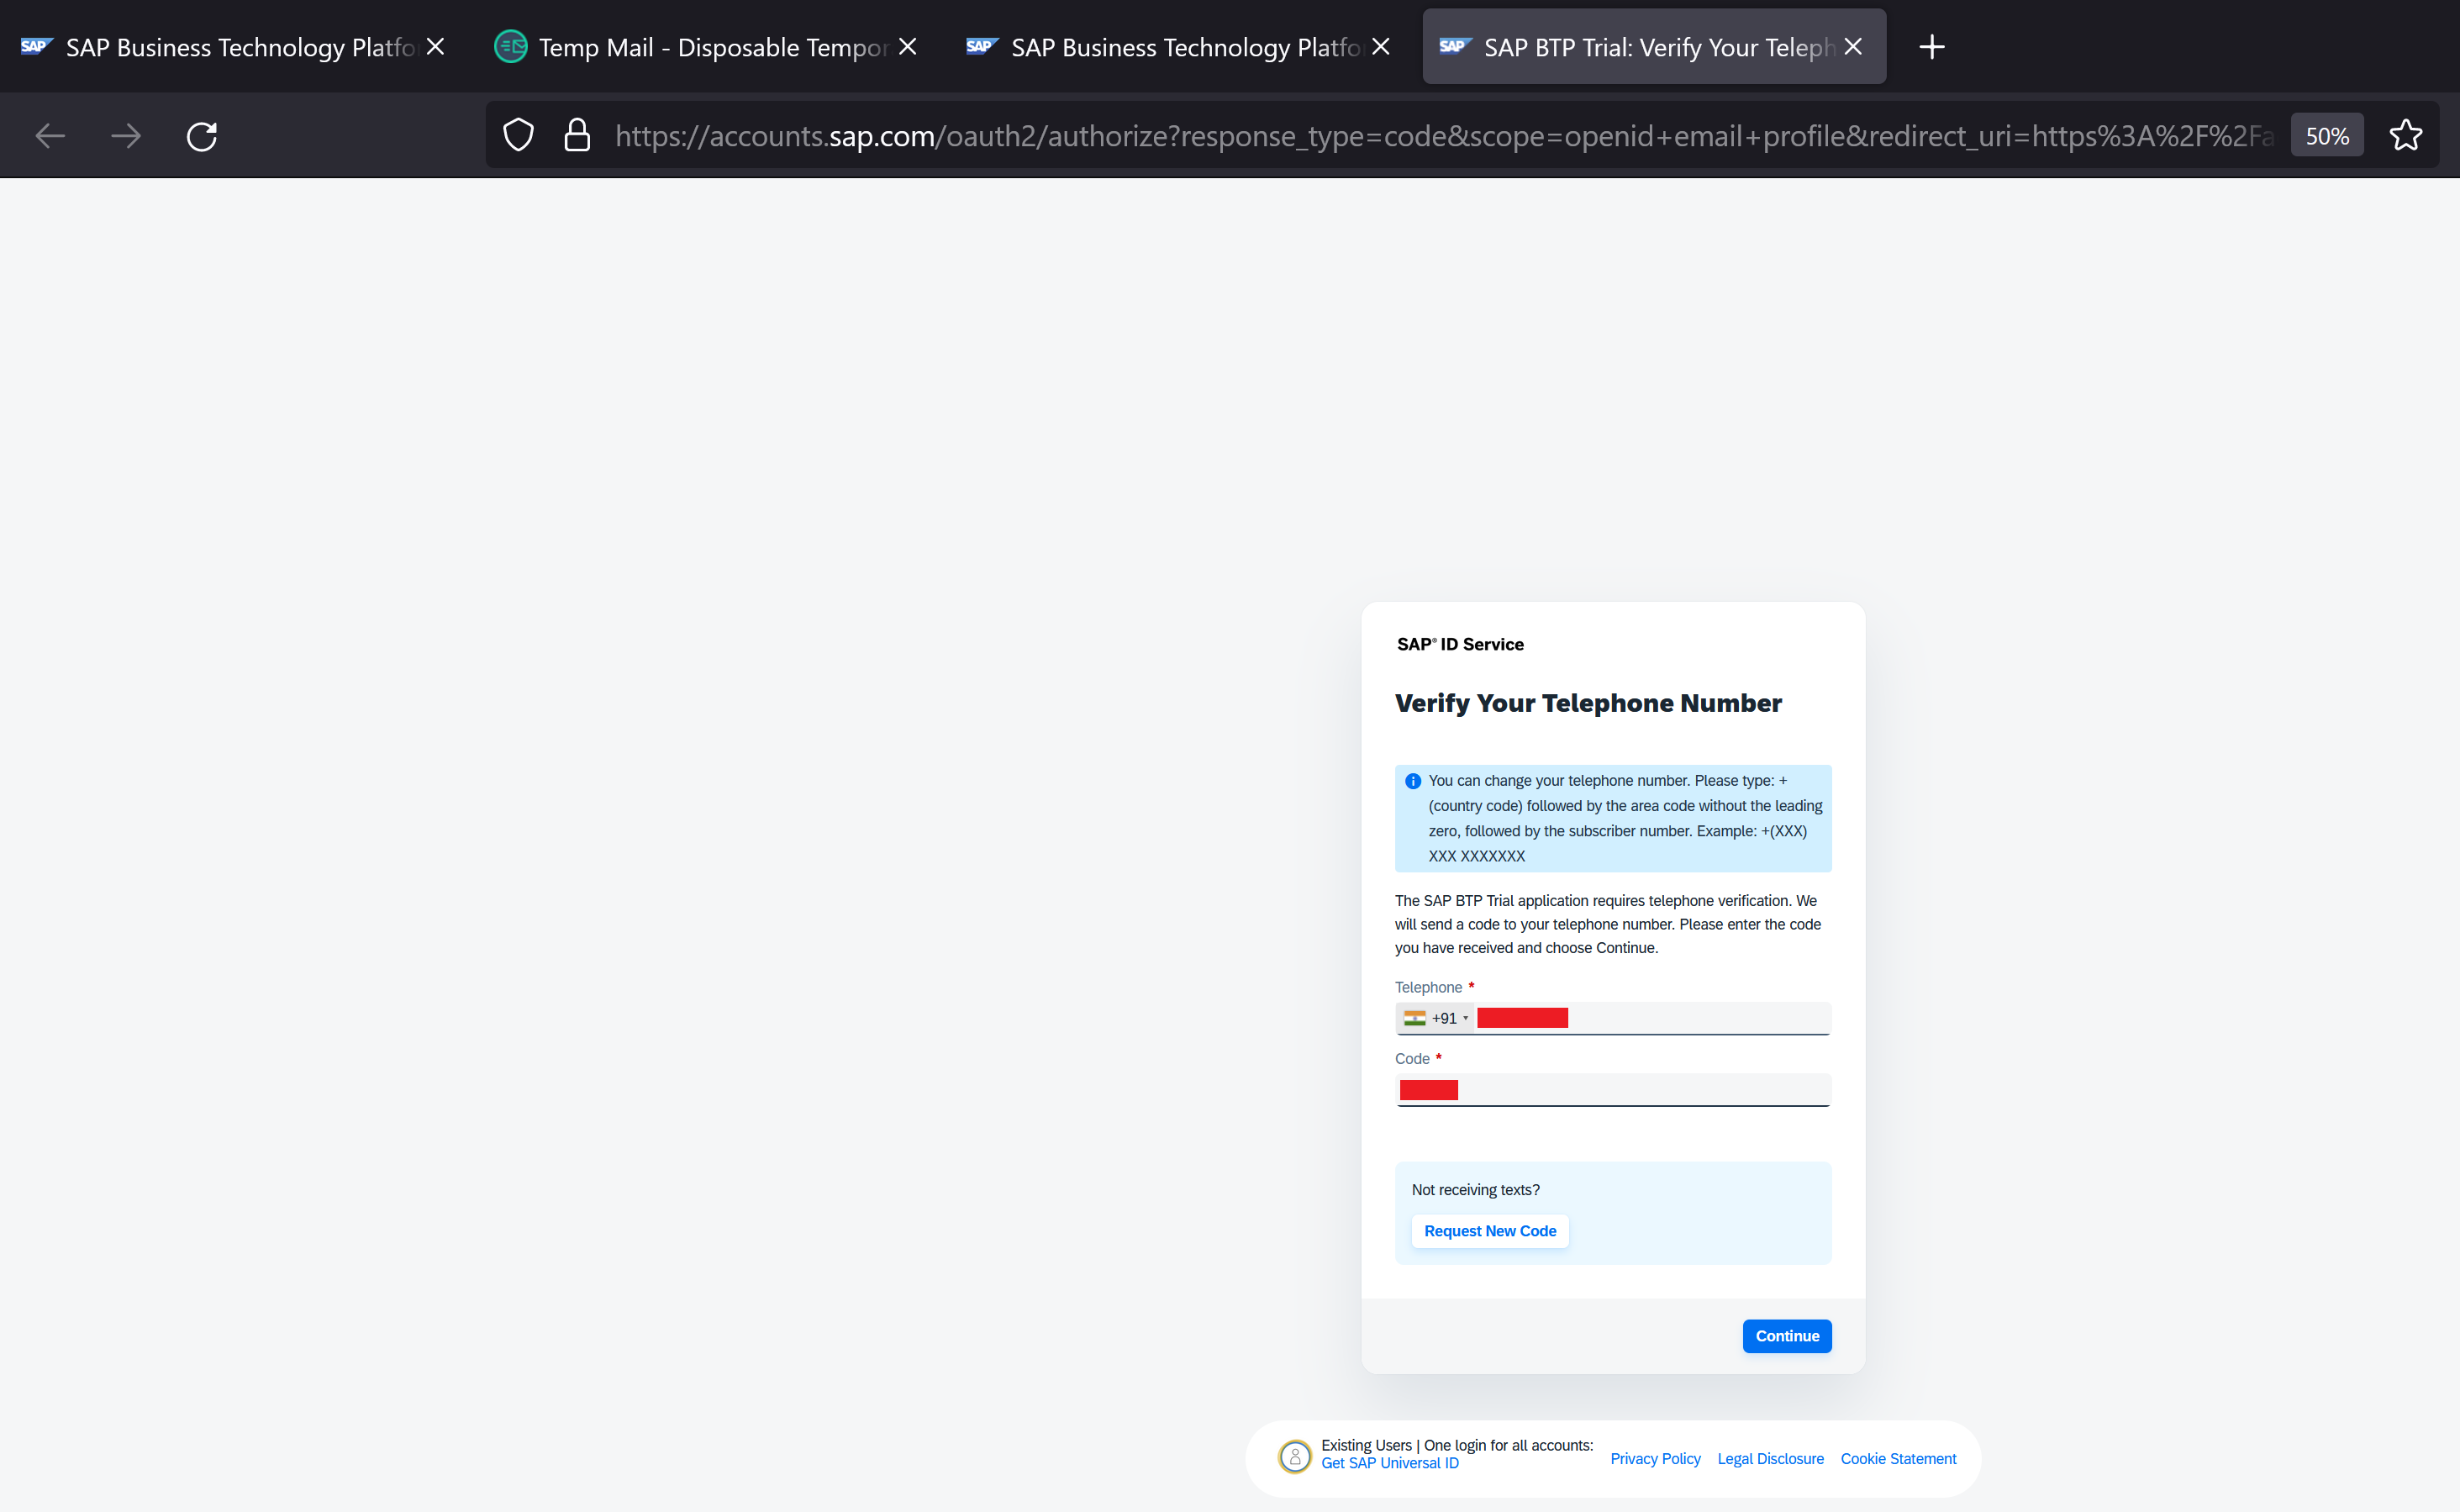 SAP Business Technology Platfo
Temp Mail - Disposable Tempor
SAP Business Technology Platfo
SAP BTP Trial: Verify Your Teleph
https://accounts.sap.com/oauth2/authorize?response_type=code&scope=openid+email+profile&redirect_uri=https%3A%2F%2Fa
50%
SAP® ID Service
Verify Your Telephone Number
You can change your telephone number. Please type: +
(country code) followed by the area code without the leading
zero, followed by the subscriber number. Example: +(XXX)
XXX XXXXXXX
The SAP BTP Trial application requires telephone verification. We
will send a code to your telephone number. Please enter the code
you have received and choose Continue.
Telephone *
+91
Code *
Not receiving texts?
Request New Code
Continue
Existing Users | One login for all accounts:
Get SAP Universal ID
Privacy Policy
Legal Disclosure
Cookie Statement